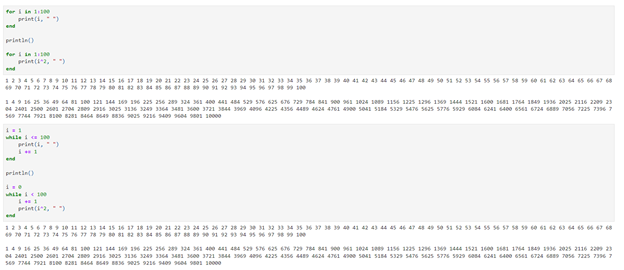 for i in 1:100
print(i, " ")
end
println()
for i in 1:100
print(i^2, " ")
end
1 2 3 4 5 6 7 8 9 10 11 12 13 14 15 16 17 18 19 20 21 22 23 24 25 26 27 28 29 30 31 32 33 34 35 36 37 38 39 40 41 42 43 44 45 46 47 48 49 50 51 52 53 54 55 56 57 58 59 60 61 62 63 64 65 66 67 68
69 70 71 72 73 74 75 76 77 78 79 80 81 82 83 84 85 86 87 88 89 90 91 92 93 94 95 96 97 98 99 100
1 4 9 16 25 36 49 64 81 100 121 144 169 196 225 256 289 324 361 400 441 484 529 576 625 676 729 784 841 900 961 1024 1089 1156 1225 1296 1369 1444 1521 1600 1681 1764 1849 1936 2025 2116 2209 23
04 2401 2500 2601 2704 2809 2916 3025 3136 3249 3364 3481 3600 3721 3844 3969 4096 4225 4356 4489 4624 4761 4900 5041 5184 5329 5476 5625 5776 5929 6084 6241 6400 6561 6724 6889 7056 7225 7396 7
569 7744 7921 8100 8281 8464 8649 8836 9025 9216 9409 9604 9801 10000
i = 1
while i <= 100
print(i, " ")
i += 1
end
println()
i = 0
while i < 100
i += 1
print(i^2, " ")
end
1 2 3 4 5 6 7 8 9 10 11 12 13 14 15 16 17 18 19 20 21 22 23 24 25 26 27 28 29 30 31 32 33 34 35 36 37 38 39 40 41 42 43 44 45 46 47 48 49 50 51 52 53 54 55 56 57 58 59 60 61 62 63 64 65 66 67 68
69 70 71 72 73 74 75 76 77 78 79 80 81 82 83 84 85 86 87 88 89 90 91 92 93 94 95 96 97 98 99 100
1 4 9 16 25 36 49 64 81 100 121 144 169 196 225 256 289 324 361 400 441 484 529 576 625 676 729 784 841 900 961 1024 1089 1156 1225 1296 1369 1444 1521 1600 1681 1764 1849 1936 2025 2116 2209 23
04 2401 2500 2601 2704 2809 2916 3025 3136 3249 3364 3481 3600 3721 3844 3969 4096 4225 4356 4489 4624 4761 4900 5041 5184 5329 5476 5625 5776 5929 6084 6241 6400 6561 6724 6889 7056 7225 7396 7
569 7744 7921 8100 8281 8464 8649 8836 9025 9216 9409 9604 9801 10000